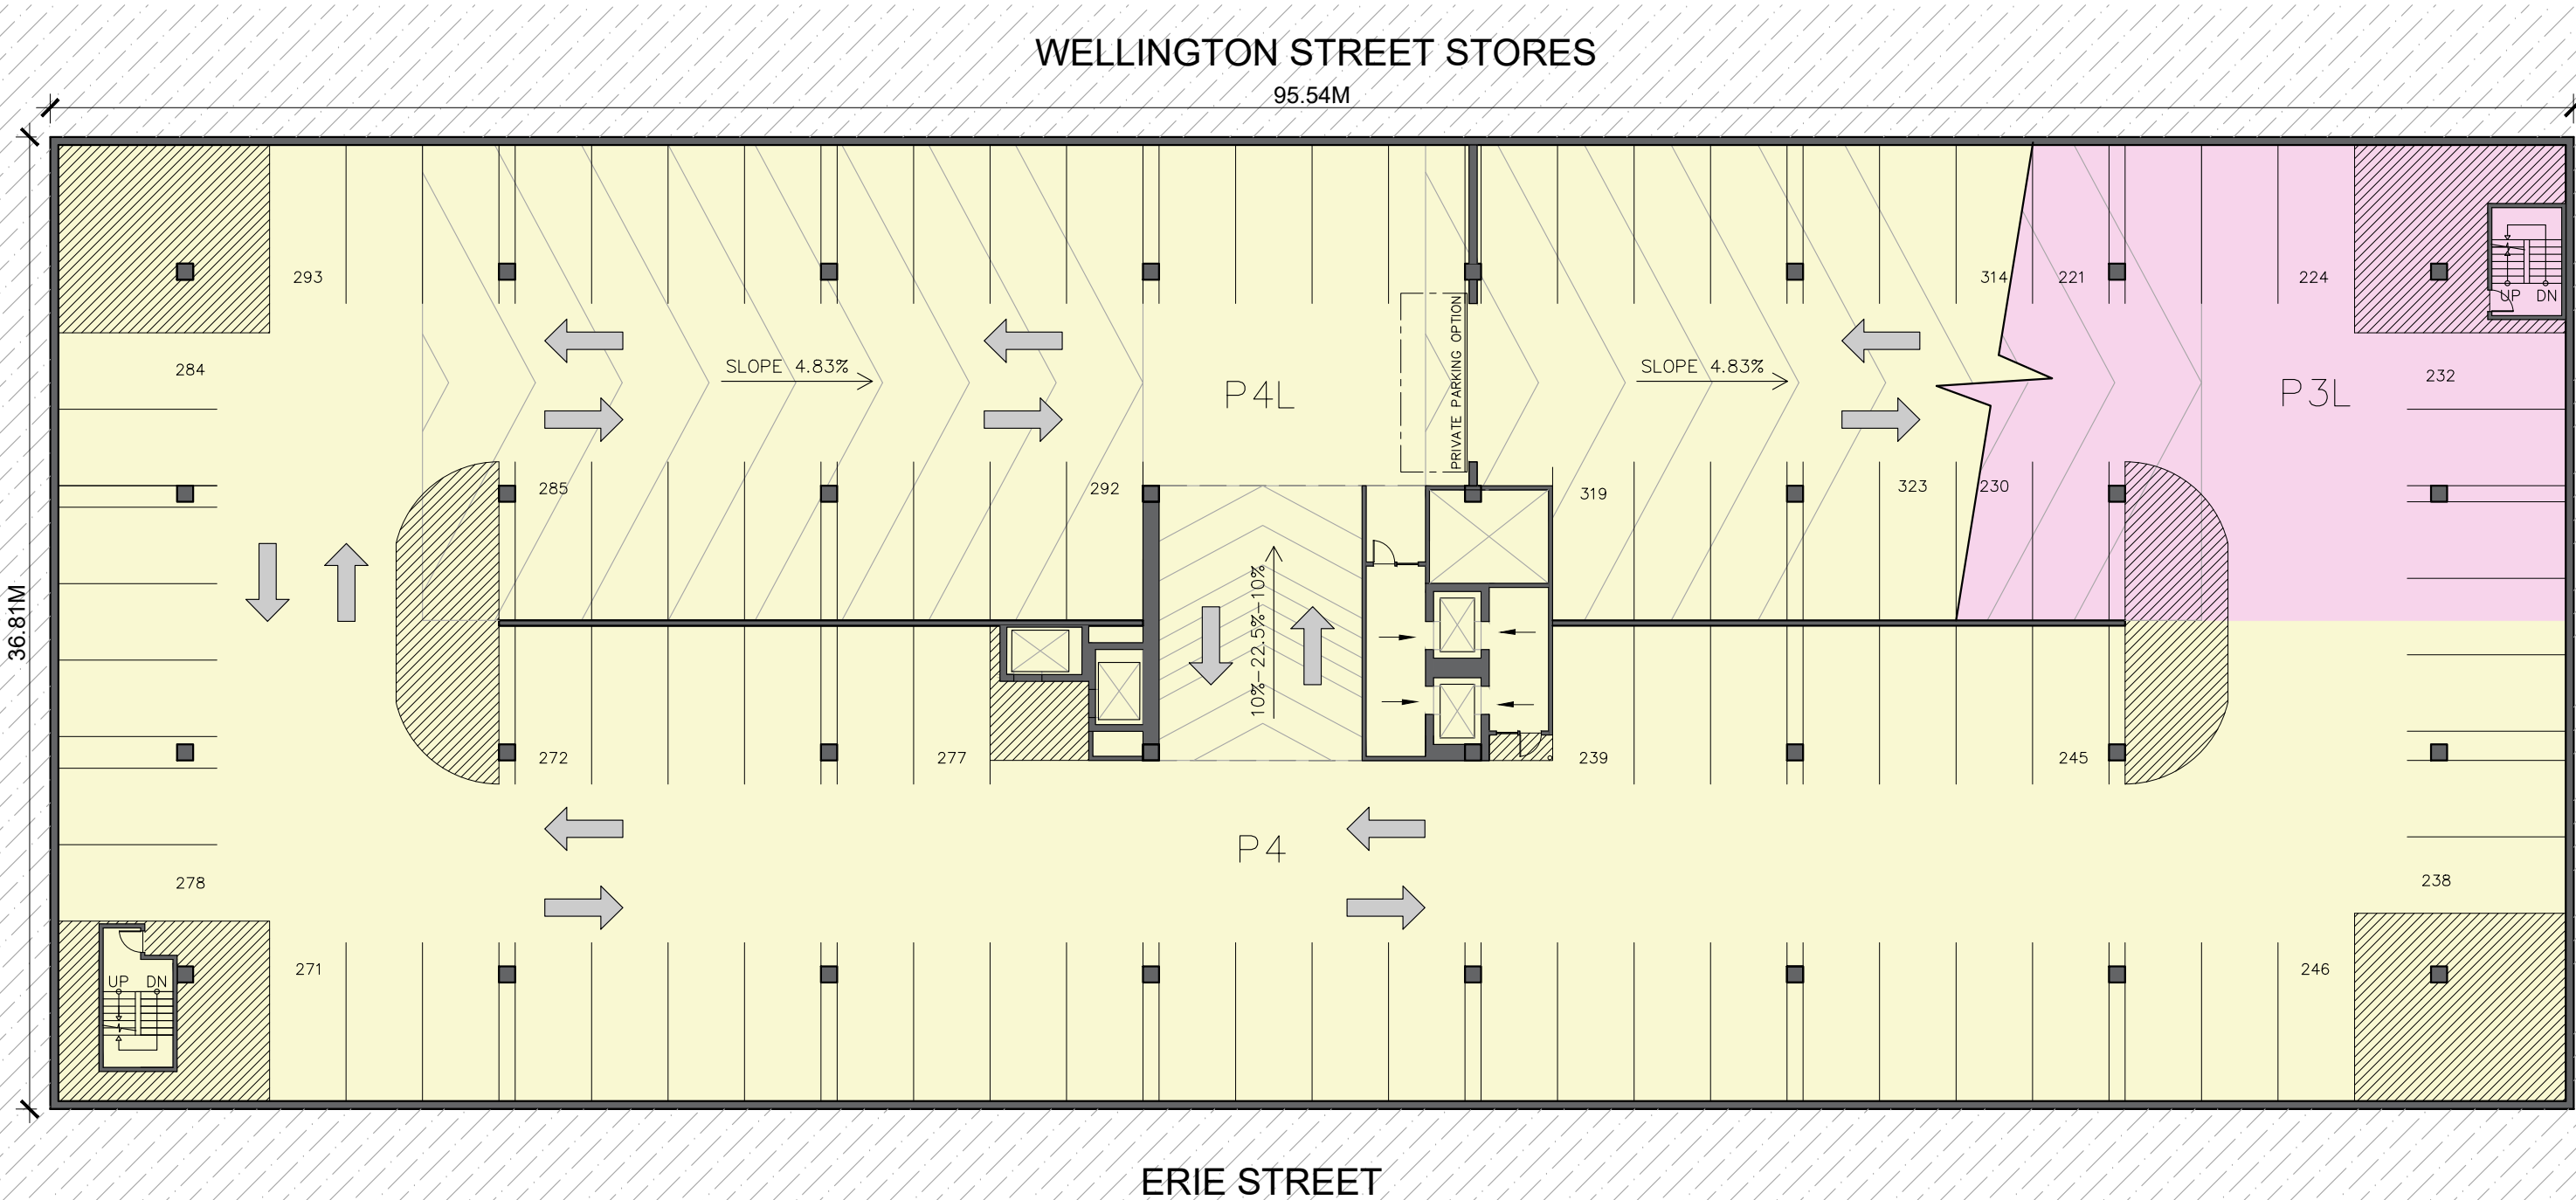 WELLINGTON STREET STORES
95.54M
36.81M
293
314
221
224
UP DN
284
SLOPE 4.83%
P4L
PRIVATE PARKING OPTION
SLOPE 4.83%
P3L
232
285
292
319
323
230
10%-22.5%-10%
272
277
239
245
P4
278
238
271
246
UP DN
ERIE STREET